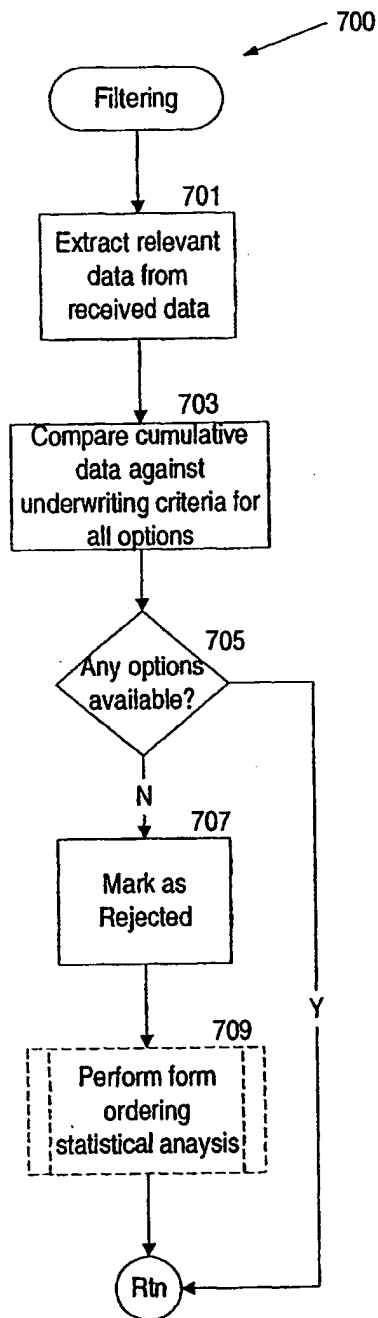 700
Filtering
701
Extract relevant
data from
received data
703
Compare cumulative
data against
underwriting criteria for
all options
705
Any options
available?
N
707
Mark as
Rejected
Y
709
Perform form
ordering
statistical anaysis
Rtn